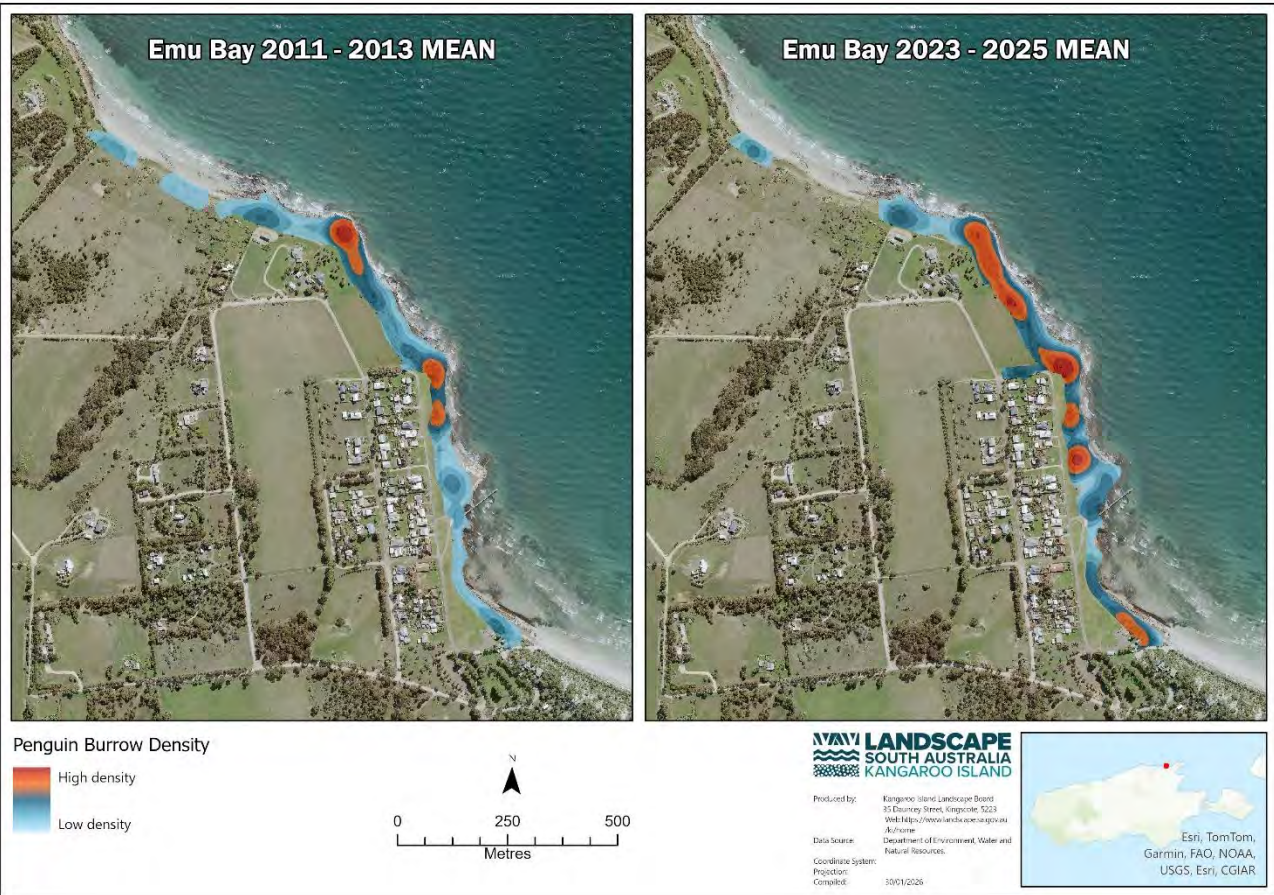 Emu Bay 2011 - 2013 MEAN
Emu Bay 2023 - 2025 MEAN
Penguin Burrow Density
High density
Low density
N
0 250 500
Metres
LANDSCAPE
SOUTH AUSTRALIA
KANGAROO ISLAND
Produced by: Kangaroo Island Landscape Board
35 Dauncey Street, Kingscote, 5223
Web:https://www.landscape.sa.gov.au
/ki/home
Data Source: Department of Environment, Water and
Natural Resources.
Coordinate System:
Projection:
Compiled: 30/01/2026
Esri, TomTom,
Garmin, FAO, NOAA,
USGS, Esri, CGIAR